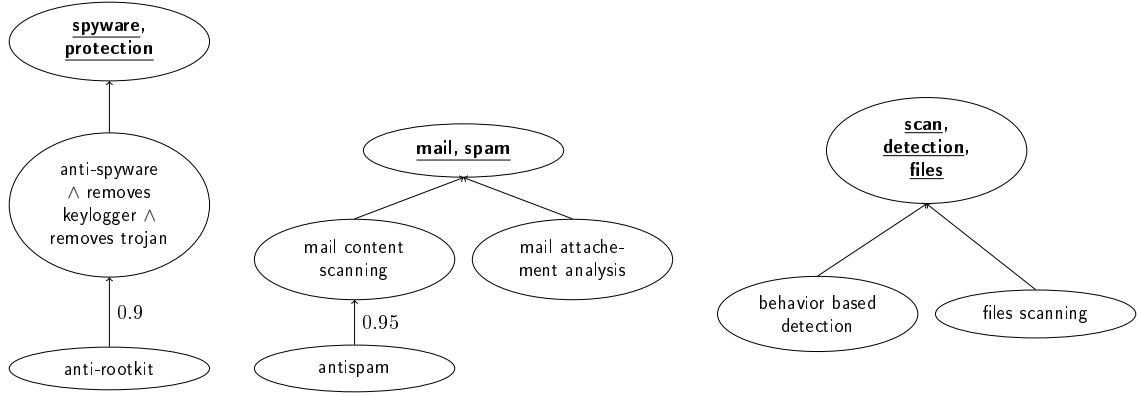 spyware,
protection
anti-spyware
∧ removes
keylogger ∧
removes trojan
0.9
anti-rootkit
mail, spam
mail content
scanning
mail attache-
ment analysis
0.95
antispam
scan,
detection,
files
behavior based
detection
files scanning